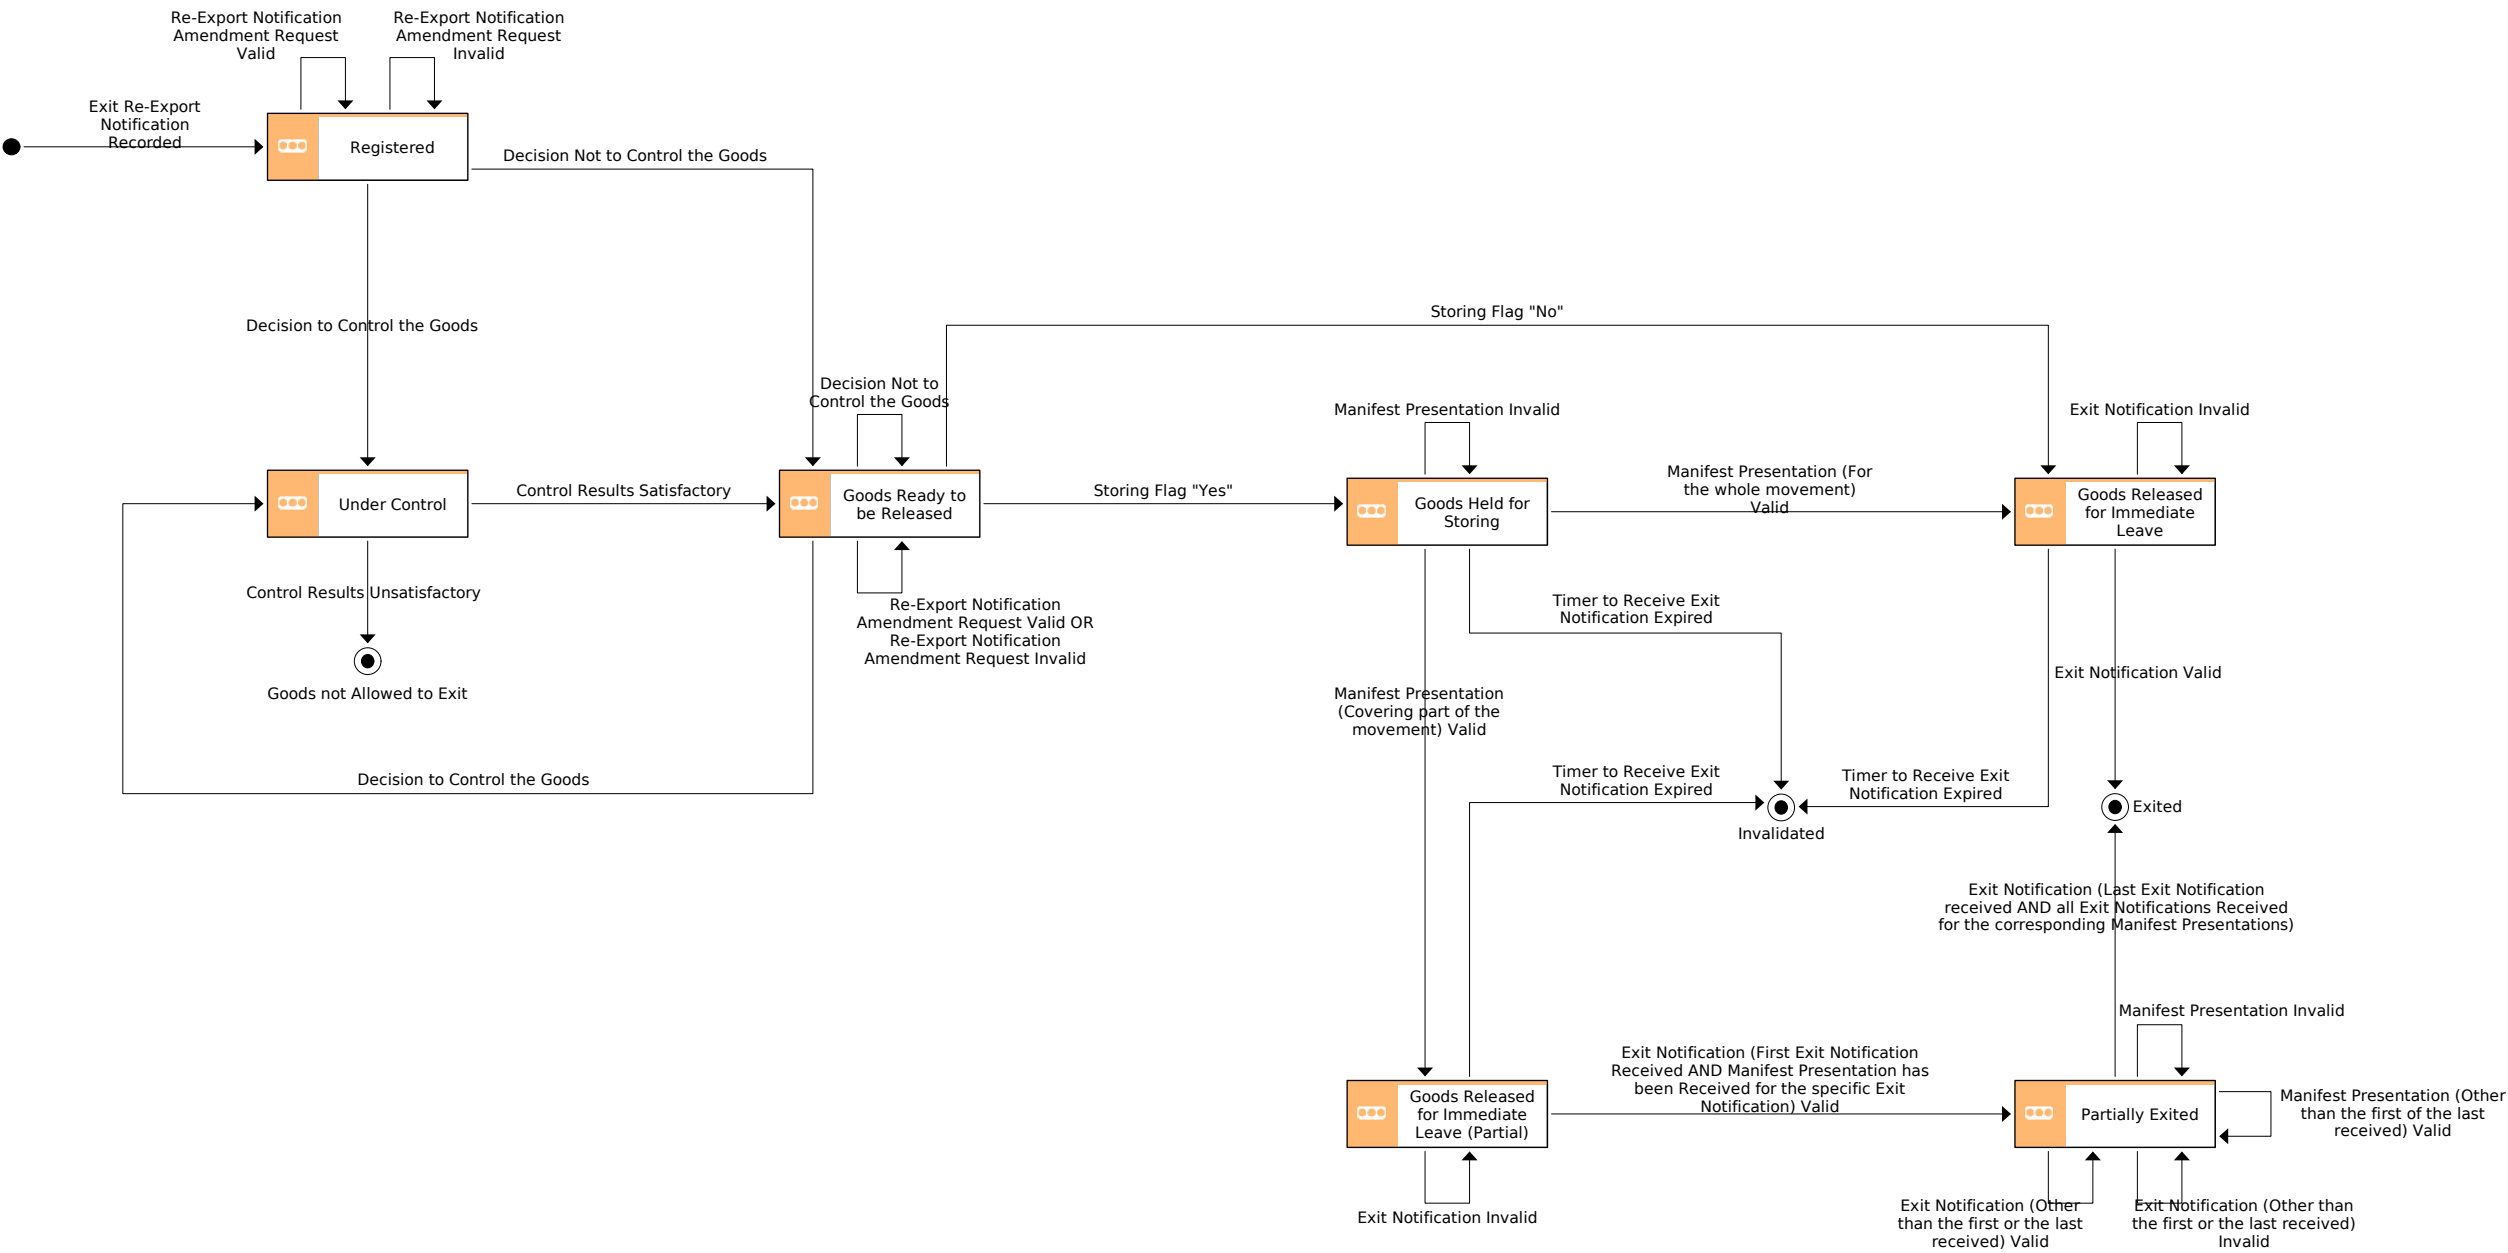 Re-Export Notification
Amendment Request
Valid
Re-Export Notification
Amendment Request
Invalid
Exit Re-Export
Notification
Recorded
Registered
Decision Not to Control the Goods
Decision to Control the Goods
Storing Flag "No"
Decision Not to
Control the Goods
Manifest Presentation Invalid
Exit Notification Invalid
Under Control
Control Results Satisfactory
Goods Ready to
be Released
Storing Flag "Yes"
Goods Held for
Storing
Manifest Presentation (For
the whole movement)
Valid
Goods Released
for Immediate
Leave
Control Results Unsatisfactory
Goods not Allowed to Exit
Re-Export Notification
Amendment Request Valid OR
Re-Export Notification
Amendment Request Invalid
Timer to Receive Exit
Notification Expired
Exit Notification Valid
Manifest Presentation
(Covering part of the
movement) Valid
Decision to Control the Goods
Timer to Receive Exit
Notification Expired
Timer to Receive Exit
Notification Expired
Invalidated
Exited
Exit Notification (Last Exit Notification
received AND all Exit Notifications Received
for the corresponding Manifest Presentations)
Manifest Presentation Invalid
Goods Released
for Immediate
Leave (Partial)
Exit Notification (First Exit Notification
Received AND Manifest Presentation has
been Received for the specific Exit
Notification) Valid
Partially Exited
Manifest Presentation (Other
than the first of the last
received) Valid
Exit Notification Invalid
Exit Notification (Other
than the first or the last
received) Valid
Exit Notification (Other than
the first or the last received)
Invalid